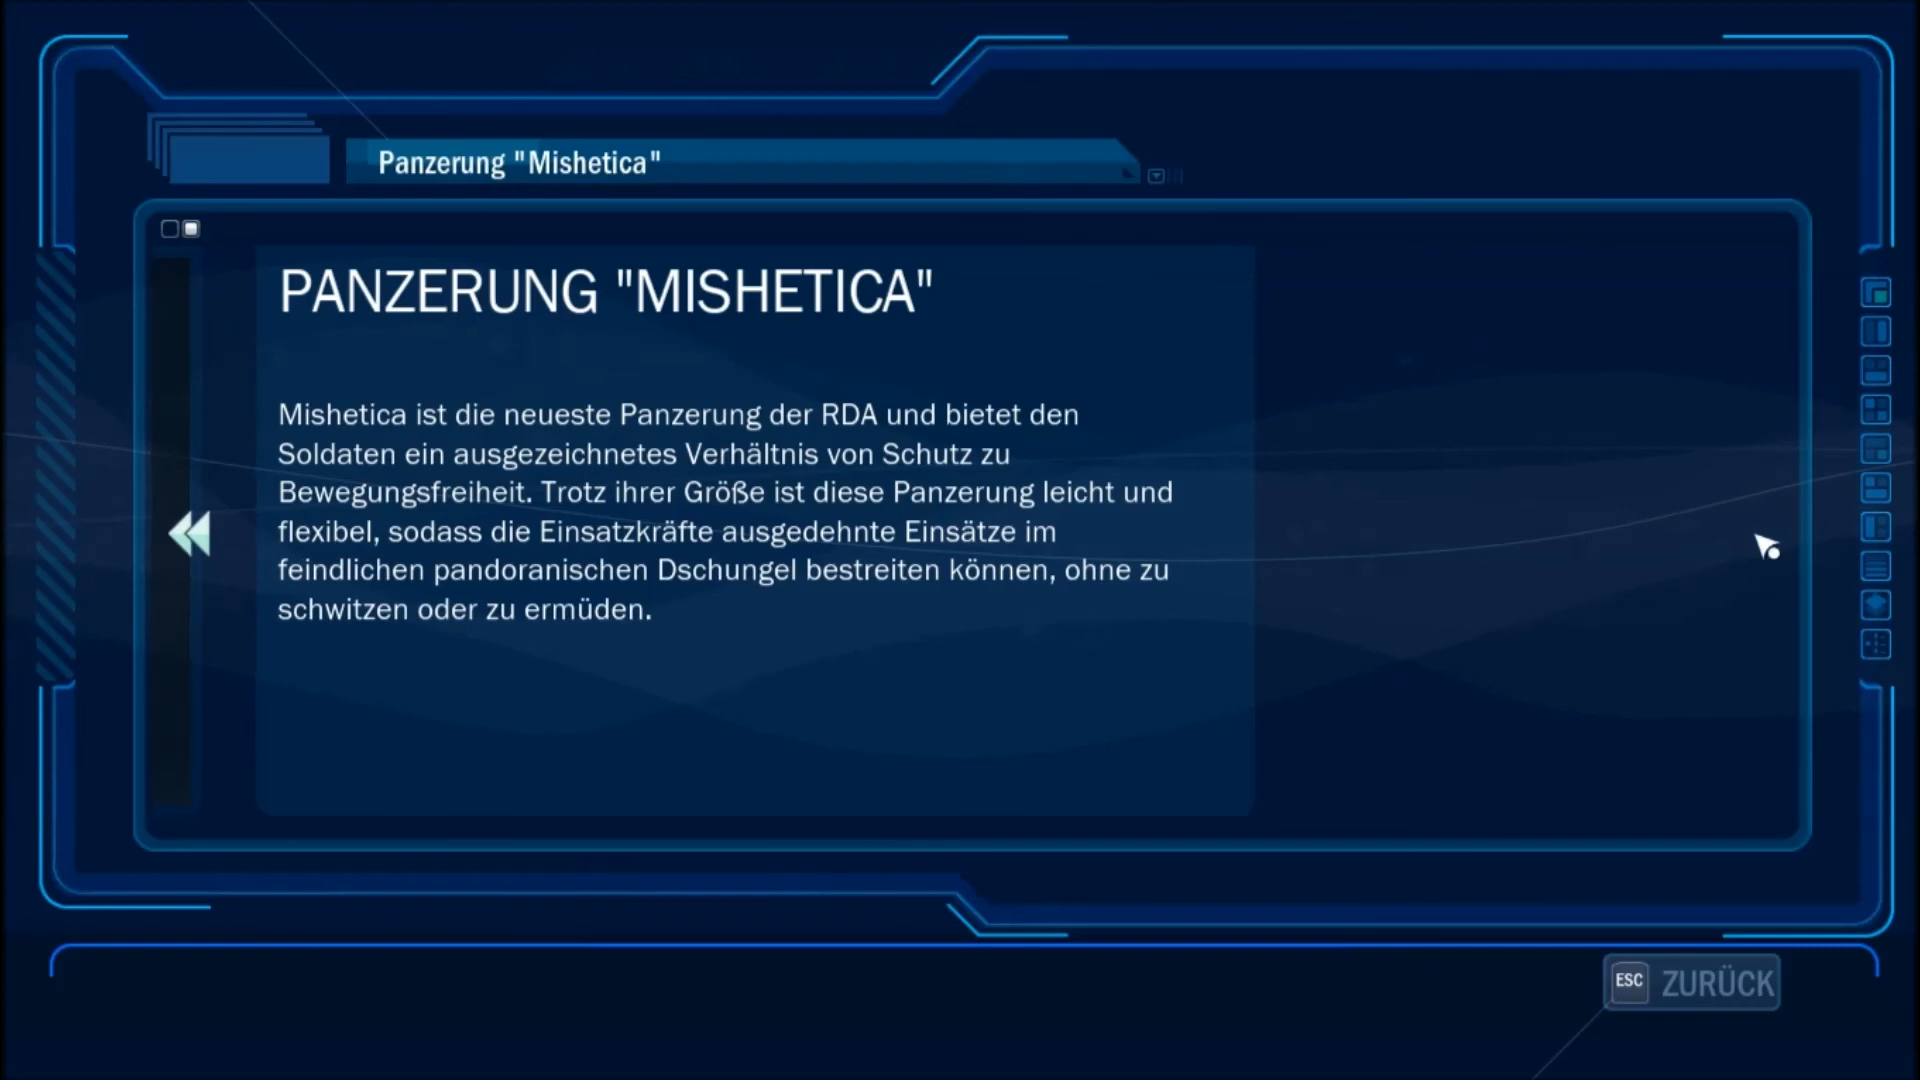 Panzerung "Mishetica"
PANZERUNG "MISHETICA"
Mishetica ist die neueste Panzerung der RDA und bietet den
Soldaten ein ausgezeichnetes Verhältnis von Schutz zu
Bewegungsfreiheit. Trotz ihrer Größe ist diese Panzerung leicht und
flexibel, sodass die Einsatzkräfte ausgedehnte Einsätze im
feindlichen pandoranischen Dschungel bestreiten können, ohne zu
schwitzen oder zu ermüden.
ESC ZURÜCK